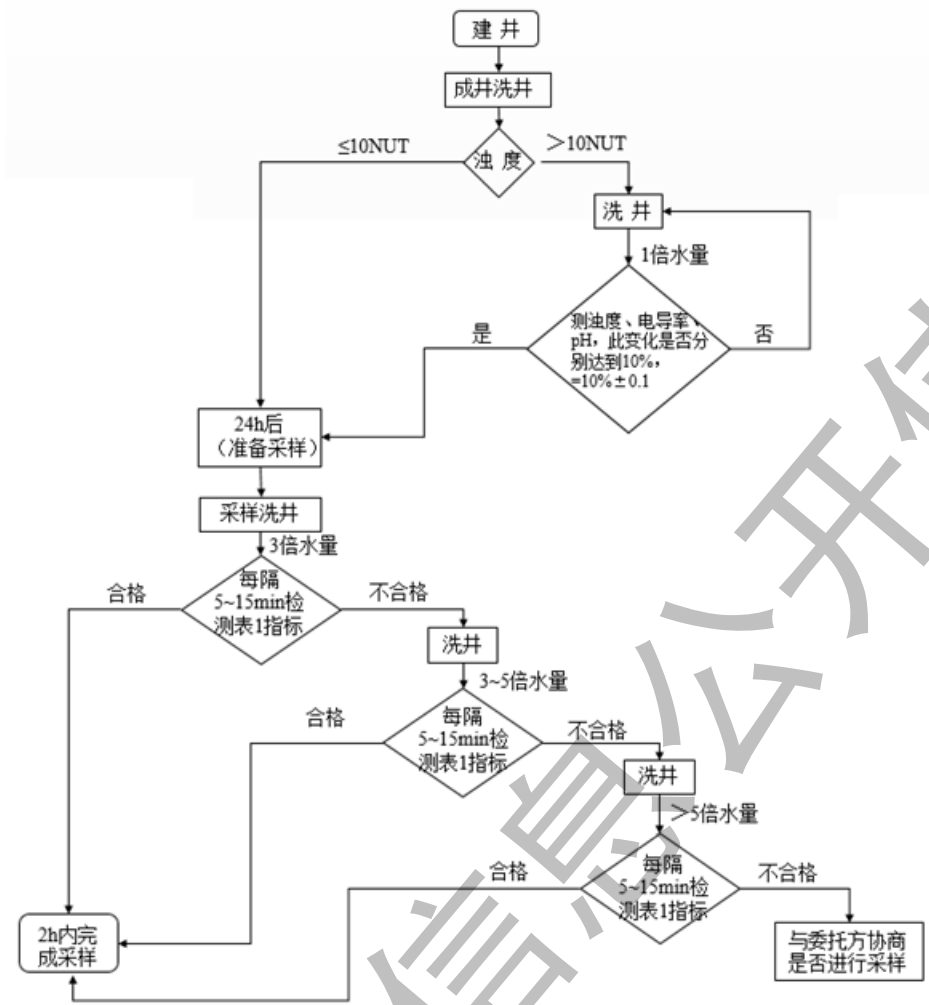 建 井
成井洗井
≤10NUT
浊 度
＞10NUT
洗 井
1倍水量
测浊度、电导率、
pH，此变化是否分
别达到10%，
=10%±0.1
是
否
24h后
（准备采样）
采样洗井
3倍水量
每隔
5~15min检
测表1指标
合格
不合格
洗井
3~5倍水量
每隔
5~15min检
测表1指标
合格
不合格
洗井
＞5倍水量
每隔
5~15min检
测表1指标
合格
不合格
2h内完
成采样
与委托方协商
是否进行采样
信息公开信